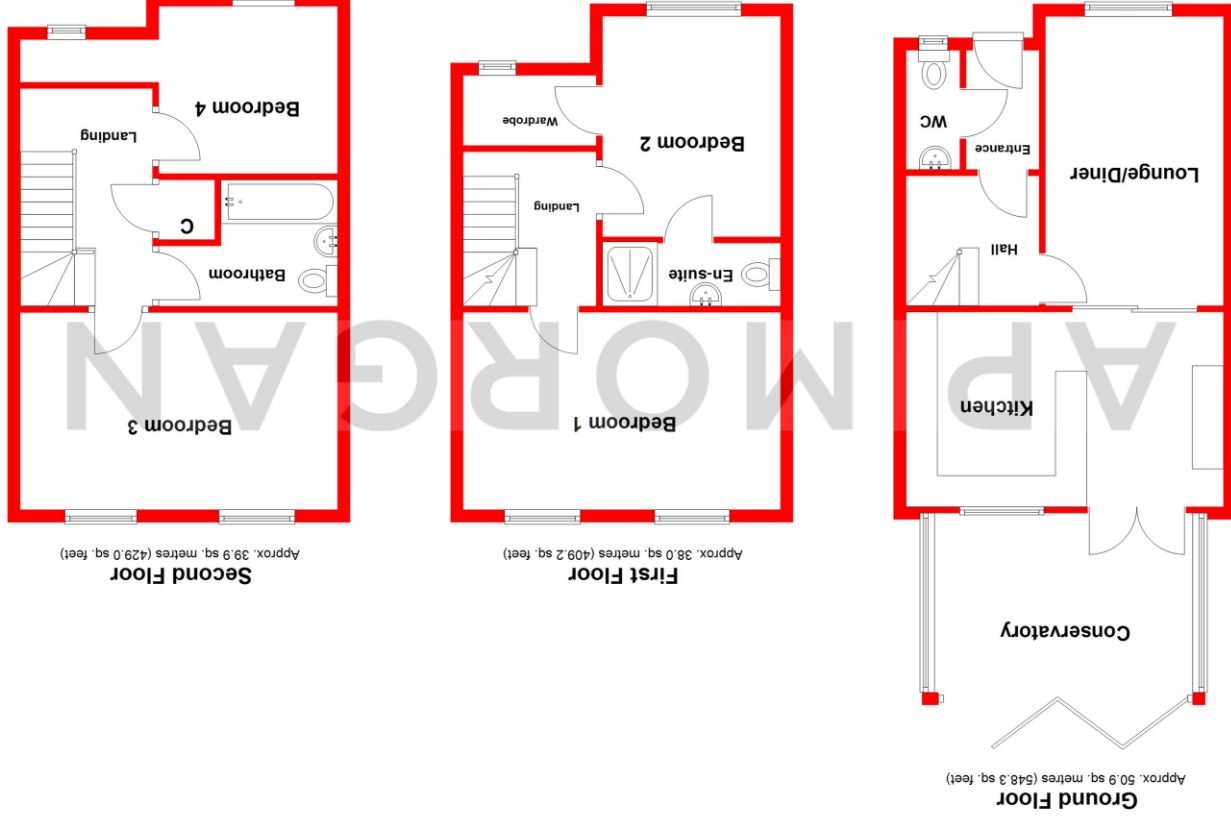 Ground Floor
Approx. 50.9 sq. metres (548.3 sq. feet)
Conservatory
Kitchen
Hall
Lounge/Diner
Entrance
WC
First Floor
Approx. 38.0 sq. metres (409.2 sq. feet)
Bedroom 1
En-suite
Landing
Bedroom 2
Wardrobe
Second Floor
Approx. 39.9 sq. metres (429.0 sq. feet)
Bedroom 3
Bathroom
C
Landing
Bedroom 4
AP MORGAN